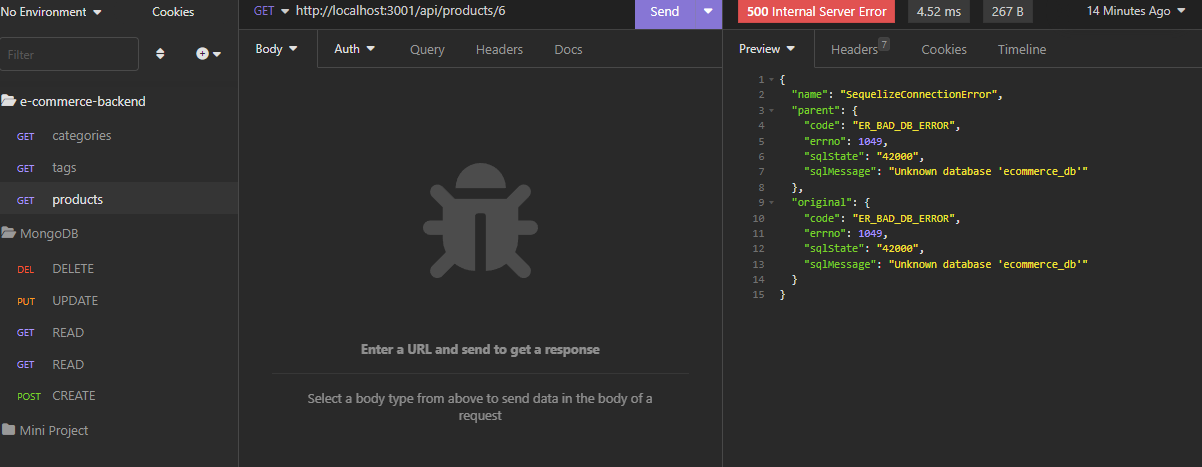 No Environment
Cookies
GET http://localhost:3001/api/products/6
Send
500 Internal Server Error
4.52 ms
267 B
14 Minutes Ago
Filter
Body
Auth
Query
Headers
Docs
Preview
Headers 7
Cookies
Timeline
e-commerce-backend
GET categories
GET tags
GET products
MongoDB
DEL DELETE
PUT UPDATE
GET READ
GET READ
POST CREATE
Mini Project
Enter a URL and send to get a response
Select a body type from above to send data in the body of a
request
1 {
2 "name": "SequelizeConnectionError",
3 "parent": {
4 "code": "ER_BAD_DB_ERROR",
5 "errno": 1049,
6 "sqlState": "42000",
7 "sqlMessage": "Unknown database 'ecommerce_db'"
8 },
9 "original": {
10 "code": "ER_BAD_DB_ERROR",
11 "errno": 1049,
12 "sqlState": "42000",
13 "sqlMessage": "Unknown database 'ecommerce_db'"
14 }
15 }